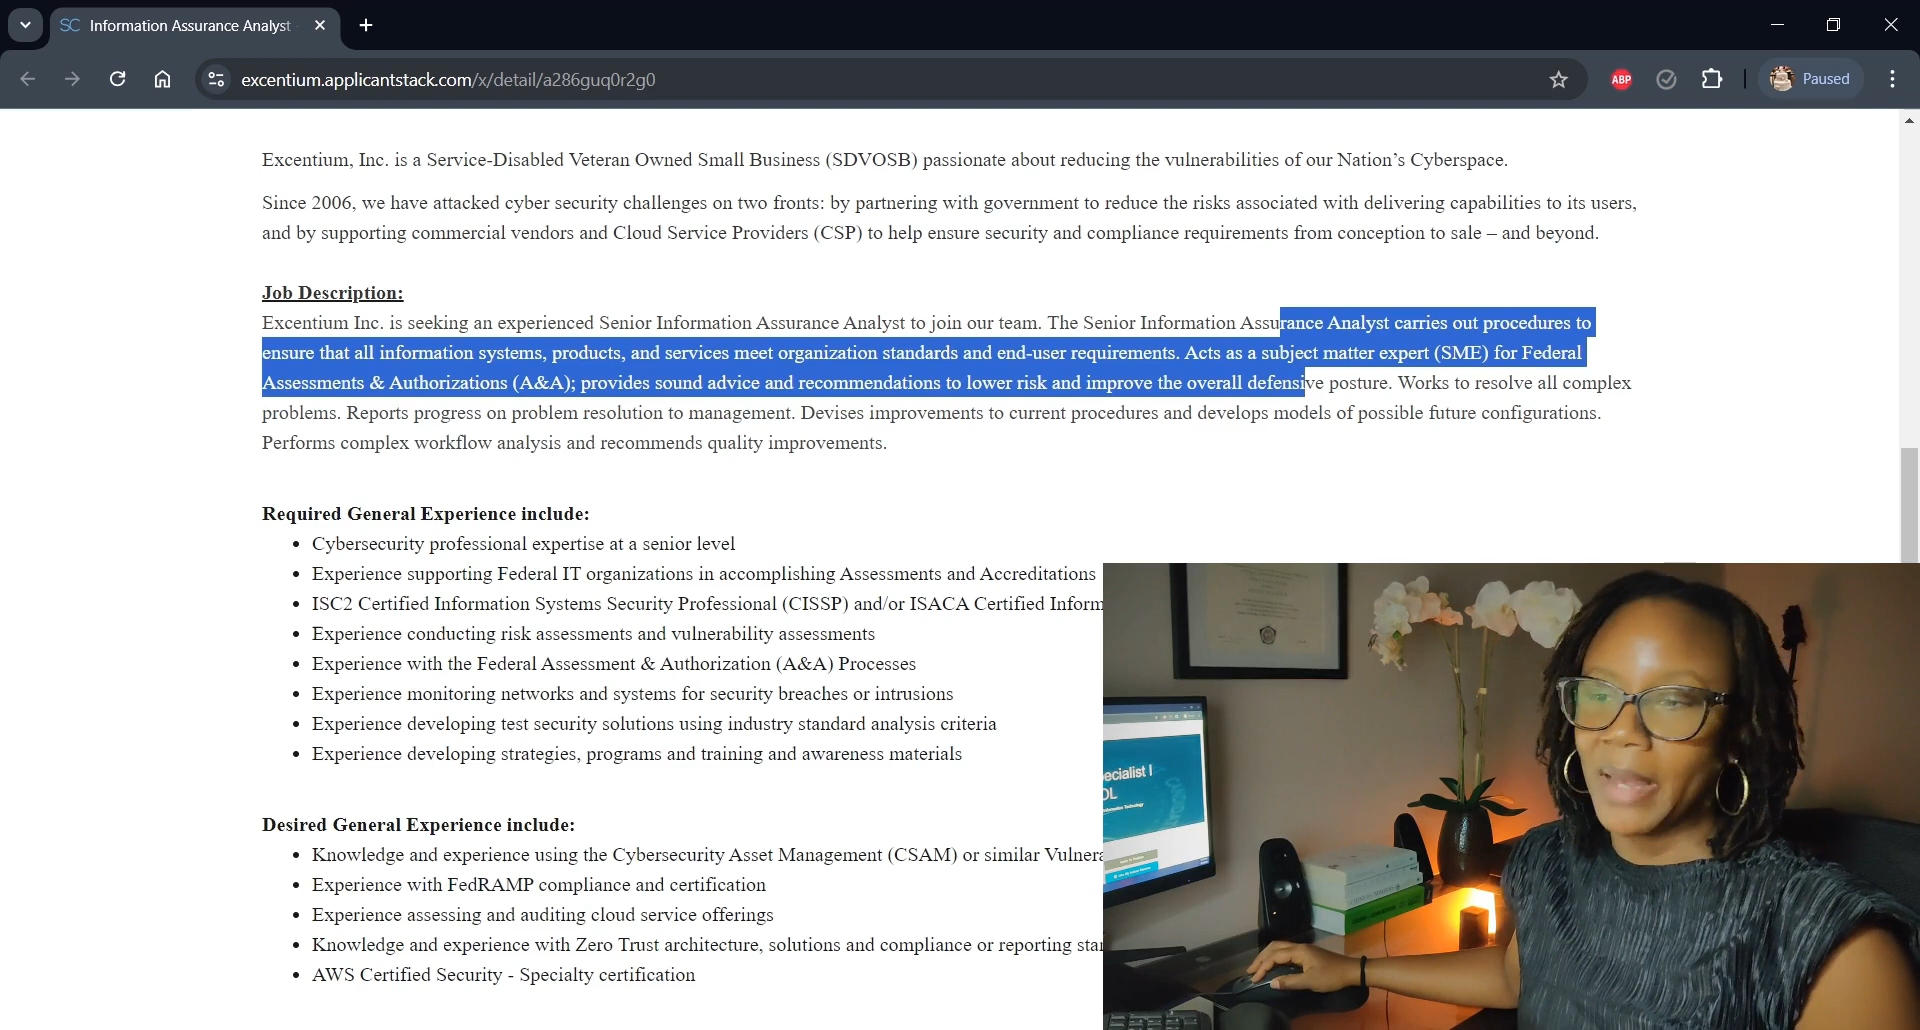 SC Information Assurance Analyst
excentium.applicantstack.com/x/detail/a286guq0r2g0
ABP
Paused
Excentium, Inc. is a Service-Disabled Veteran Owned Small Business (SDVOSB) passionate about reducing the vulnerabilities of our Nation’s Cyberspace.
Since 2006, we have attacked cyber security challenges on two fronts: by partnering with government to reduce the risks associated with delivering capabilities to its users,
and by supporting commercial vendors and Cloud Service Providers (CSP) to help ensure security and compliance requirements from conception to sale – and beyond.
Job Description:
Excentium Inc. is seeking an experienced Senior Information Assurance Analyst to join our team. The Senior Information Assurance Analyst carries out procedures to
ensure that all information systems, products, and services meet organization standards and end-user requirements. Acts as a subject matter expert (SME) for Federal
Assessments & Authorizations (A&A); provides sound advice and recommendations to lower risk and improve the overall defensive posture. Works to resolve all complex
problems. Reports progress on problem resolution to management. Devises improvements to current procedures and develops models of possible future configurations.
Performs complex workflow analysis and recommends quality improvements.
Required General Experience include:
• Cybersecurity professional expertise at a senior level
• Experience supporting Federal IT organizations in accomplishing Assessments and Accreditations
• ISC2 Certified Information Systems Security Professional (CISSP) and/or ISACA Certified Inform
• Experience conducting risk assessments and vulnerability assessments
• Experience with the Federal Assessment & Authorization (A&A) Processes
• Experience monitoring networks and systems for security breaches or intrusions
• Experience developing test security solutions using industry standard analysis criteria
• Experience developing strategies, programs and training and awareness materials
Desired General Experience include:
• Knowledge and experience using the Cybersecurity Asset Management (CSAM) or similar Vulnera
• Experience with FedRAMP compliance and certification
• Experience assessing and auditing cloud service offerings
• Knowledge and experience with Zero Trust architecture, solutions and compliance or reporting sta
• AWS Certified Security - Specialty certification
ecialist I
OL